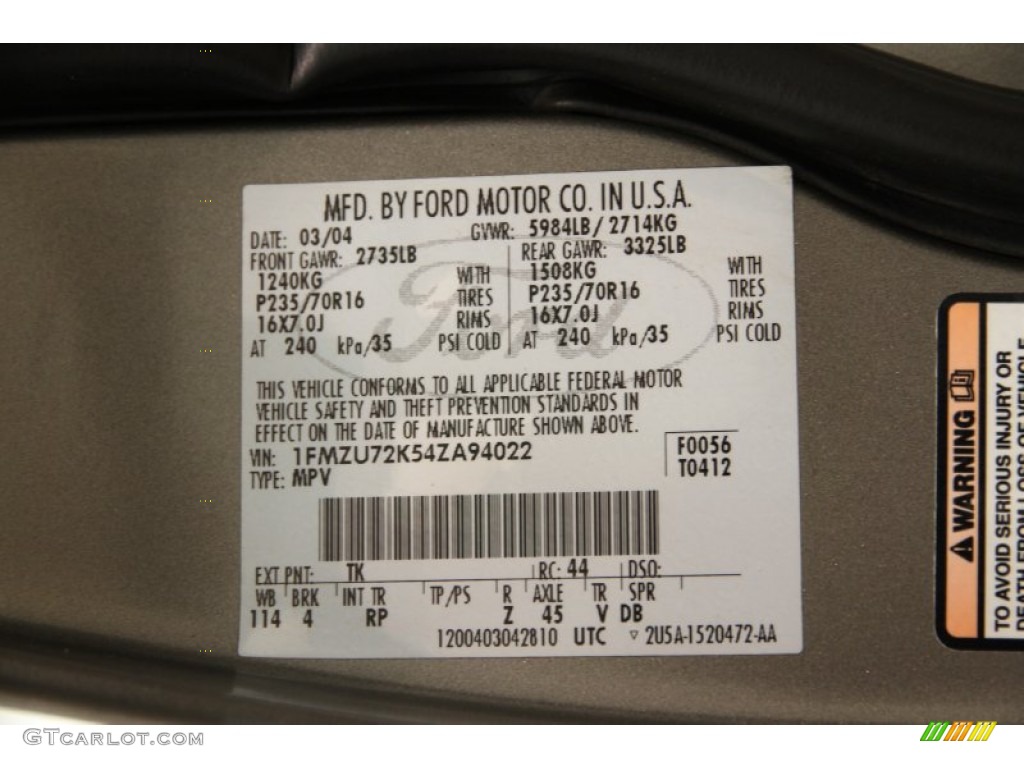 MFD. BY FORD MOTOR CO. IN U.S.A.
DATE: 03/04 GVWR: 5984LB/ 2714KG
FRONT GAWR: 2735LB REAR GAWR: 3325LB
1240KG WITH 1508KG WITH
P235/70R16 TIRES P235/70R16 TIRES
16X7.0J RIMS 16X7.0J RIMS
AT 240 kPa/35 PSI COLD AT 240 kPa/35 PSI COLD
Ford
THIS VEHICLE CONFORMS TO ALL APPLICABLE FEDERAL MOTOR
VEHICLE SAFETY AND THEFT PREVENTION STANDARDS IN
EFFECT ON THE DATE OF MANUFACTURE SHOWN ABOVE.
VIN: 1FMZU72K54ZA94022 F0056
TYPE: MPV T0412
EXT PNT: TK RC: 44 DSO:
WB BRK INT TR TP/PS R AXLE TR SPR
114 4 RP Z 45 V DB
1200403042810 UTC ▿ 2U5A-1520472-AA
WARNING
TO AVOID SERIOUS INJURY OR
GTcarlot.com